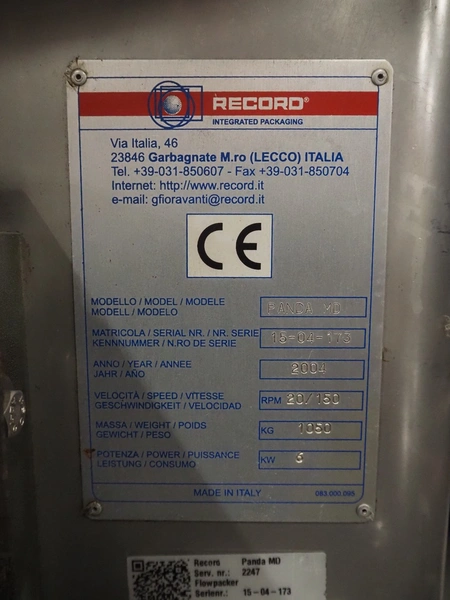 RECORD®
INTEGRATED PACKAGING
Via Italia, 46
23846 Garbagnate M.ro (LECCO) ITALIA
Tel. +39-031-850607 - Fax +39-031-850704
Internet: http://www.record.it
e-mail: gfioravanti@record.it
CE
MODELLO / MODEL / MODELE
MODELL / MODELO
PANDA MD
MATRICOLA / SERIAL NR. / NR. SERIE
KENNNUMMER / N.RO DE SERIE
15-04-173
ANNO / YEAR / ANNEE
JAHR / AÑO
2004
VELOCITÀ / SPEED / VITESSE
GESCHWINDIGKEIT / VELOCIDAD
RPM 20/150
MASSA / WEIGHT / POIDS
GEWICHT / PESO
KG 1050
POTENZA / POWER / PUISSANCE
LEISTUNG / CONSUMO
KW 6
MADE IN ITALY
083.000.095
Record Panda MD
Serv. nr.: 2247
Flowpacker
Serienr.: 15-04-173